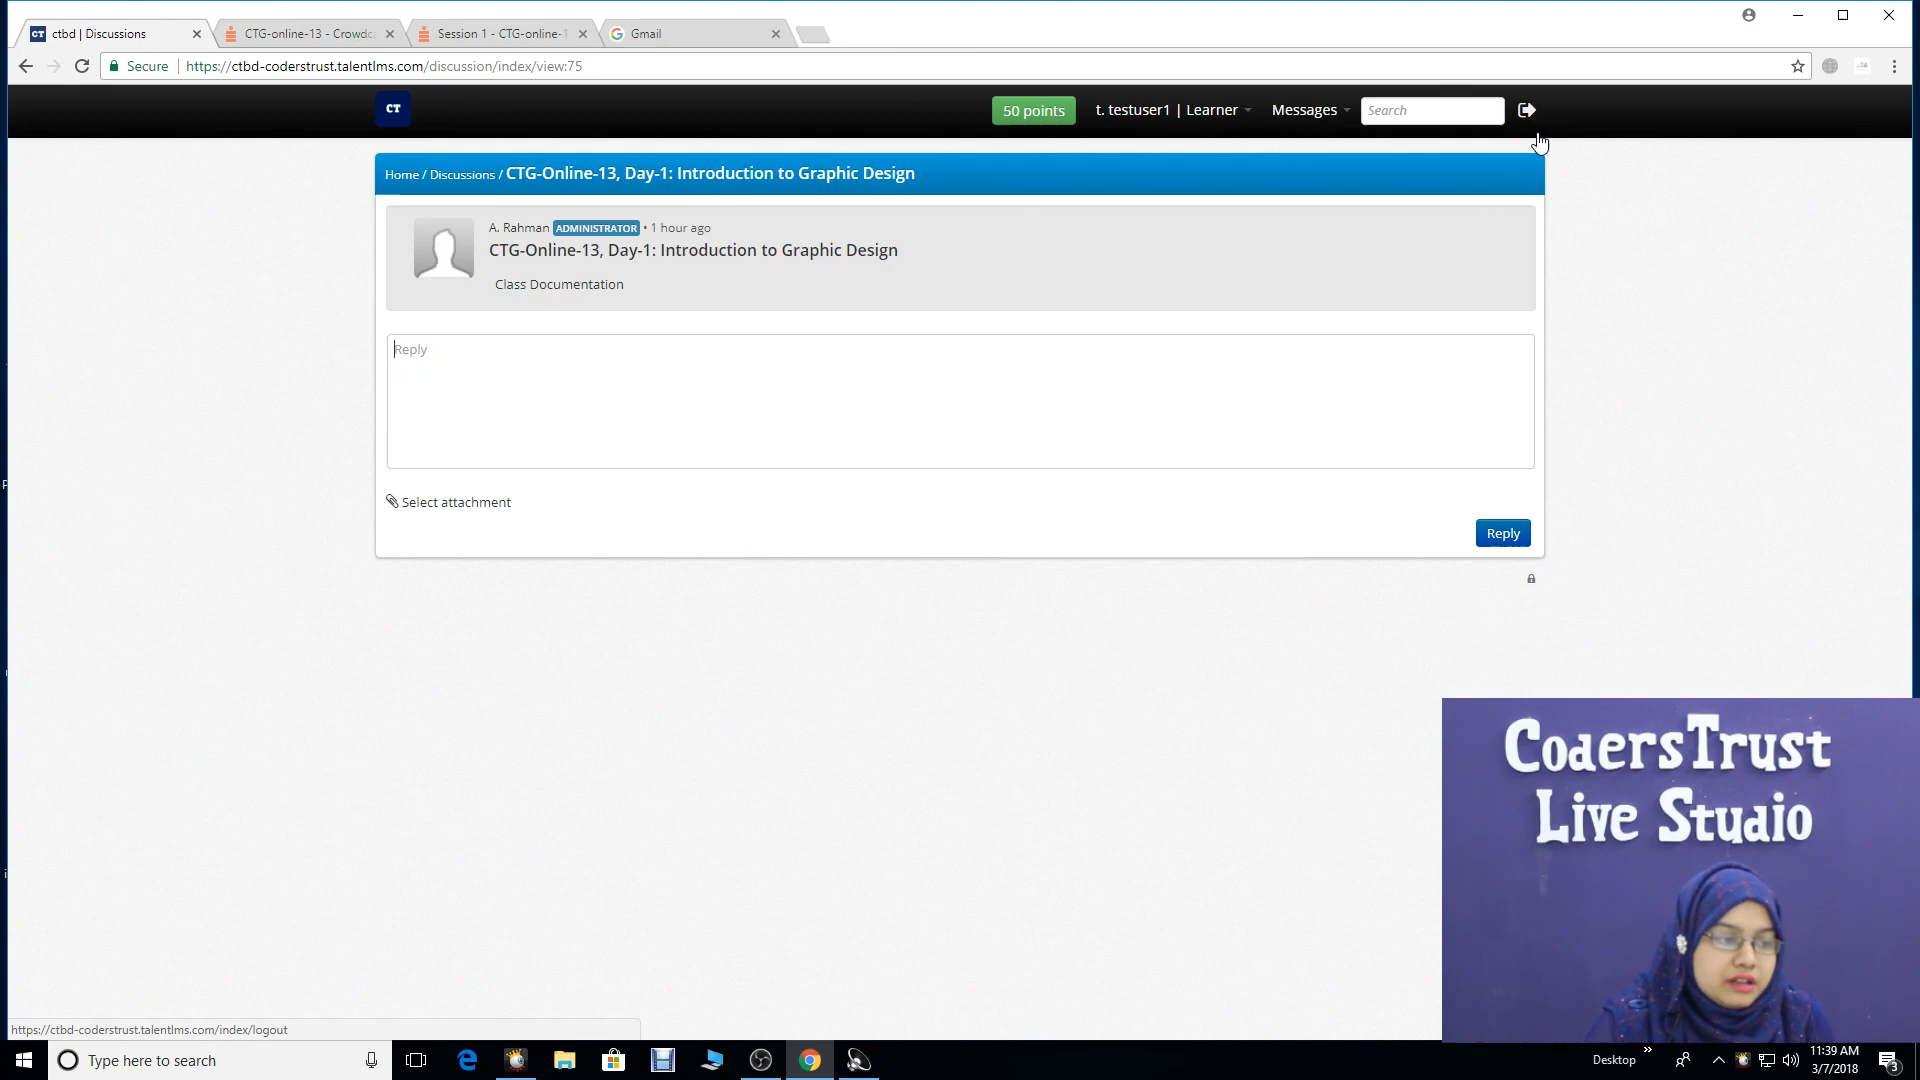 ctbd | Discussions
CTG-online-13 - Crowdc
Session 1 - CTG-online-1
Gmail
Secure
https://ctbd-coderstrust.talentlms.com/discussion/index/view:75
CT
50 points
t. testuser1 | Learner
Messages
Search
Home / Discussions / CTG-Online-13, Day-1: Introduction to Graphic Design
A. Rahman ADMINISTRATOR • 1 hour ago
CTG-Online-13, Day-1: Introduction to Graphic Design
Class Documentation
Reply
Select attachment
Reply
CodersTrust
Live Studio
https://ctbd-coderstrust.talentlms.com/index/logout
Type here to search
Desktop
11:39 AM
3/7/2018
3